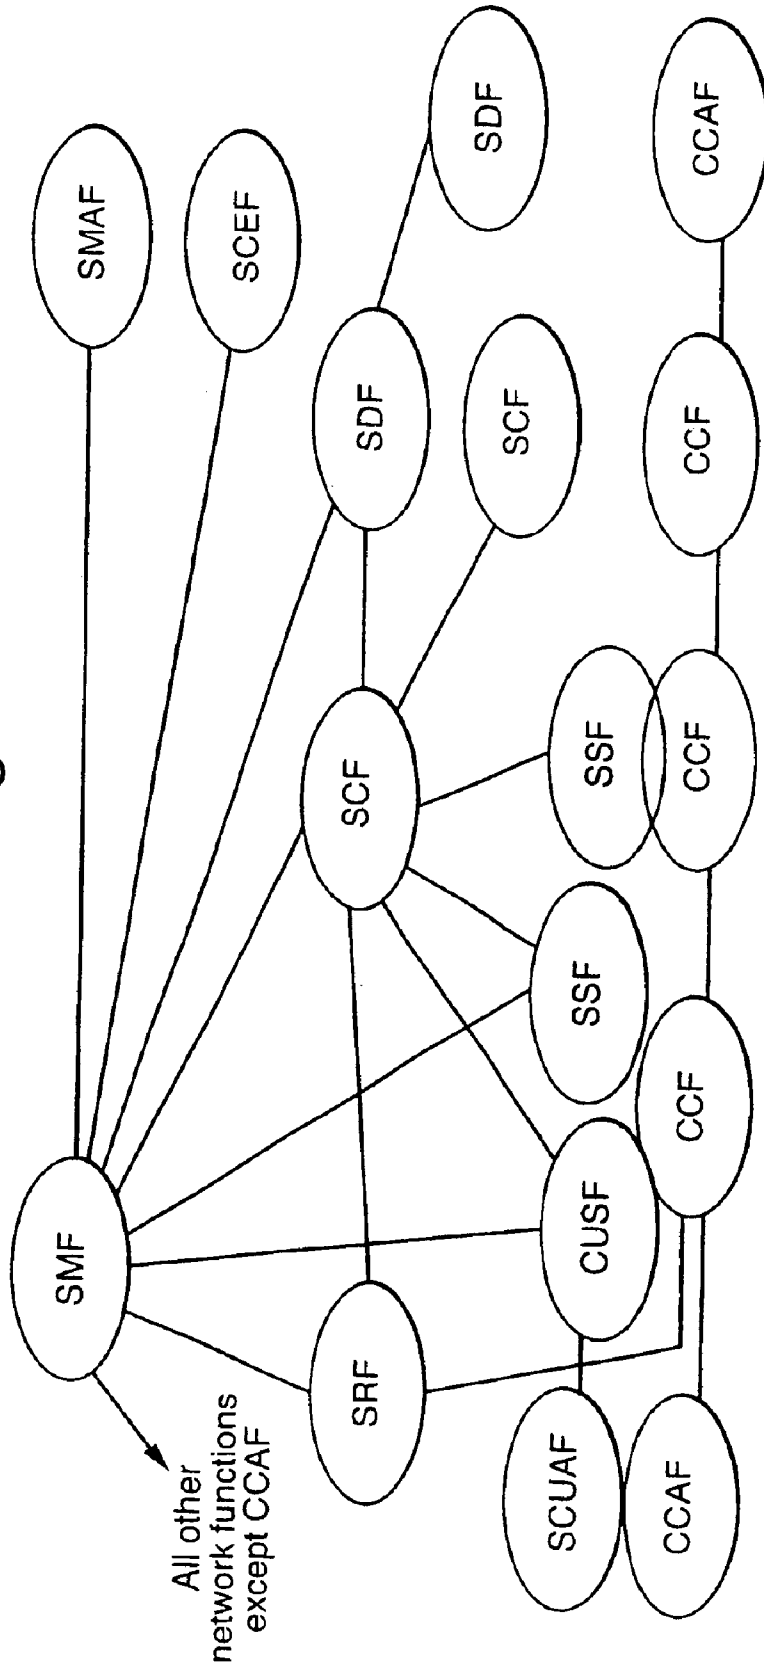 SMF
SMAF
SCEF
All other
network functions
except CCAF
SRF
SCF
SDF
SDF
SCF
SCUAF
CUSF
SSF
SSF
CCAF
CCF
CCF
CCF
CCAF